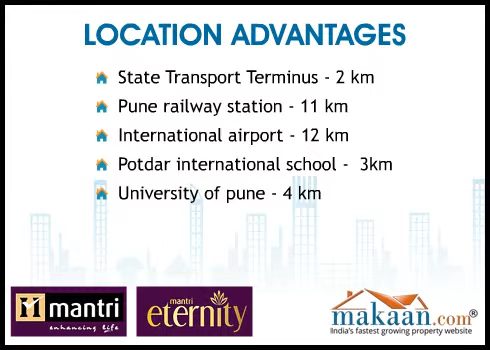 LOCATION ADVANTAGES
State Transport Terminus - 2 km
Pune railway station - 11 km
International airport - 12 km
Potdar international school -  3km
University of pune - 4 km
mantri
enhancing life
mantri
eternity
makaan.com®
India's fastest growing property website